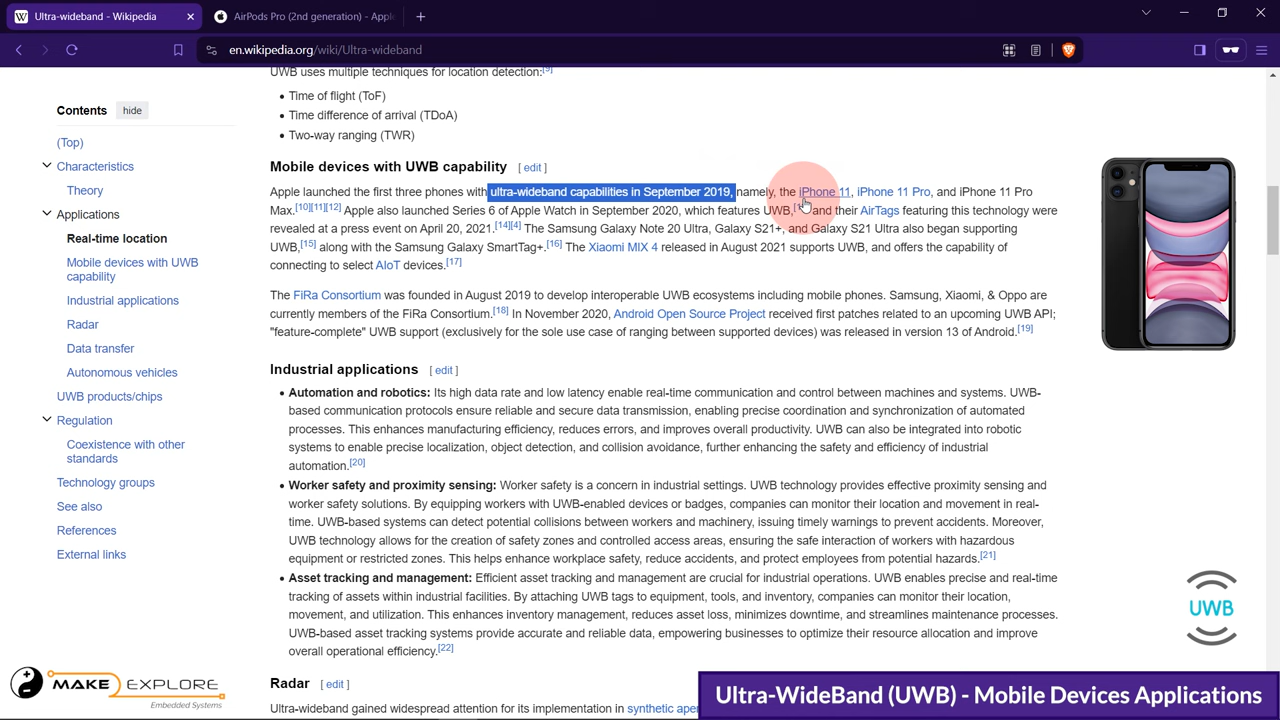 Ultra-wideband - Wikipedia
AirPods Pro (2nd generation) - Appl
en.wikipedia.org/wiki/Ultra-wideband
Contents hide
(Top)
Characteristics
Theory
Applications
Real-time location
Mobile devices with UWB
capability
Industrial applications
Radar
Data transfer
Autonomous vehicles
UWB products/chips
Regulation
Coexistence with other
standards
Technology groups
See also
References
External links
UWB uses multiple techniques for location detection:[9]
• Time of flight (ToF)
• Time difference of arrival (TDoA)
• Two-way ranging (TWR)
Mobile devices with UWB capability [ edit ]
Apple launched the first three phones with ultra-wideband capabilities in September 2019, namely, the iPhone 11, iPhone 11 Pro, and iPhone 11 Pro
Max.[10][11][12] Apple also launched Series 6 of Apple Watch in September 2020, which features UWB, and their AirTags featuring this technology were
revealed at a press event on April 20, 2021.[14][4] The Samsung Galaxy Note 20 Ultra, Galaxy S21+, and Galaxy S21 Ultra also began supporting
UWB,[15] along with the Samsung Galaxy SmartTag+.[16] The Xiaomi MIX 4 released in August 2021 supports UWB, and offers the capability of
connecting to select AIoT devices.[17]
The FiRa Consortium was founded in August 2019 to develop interoperable UWB ecosystems including mobile phones. Samsung, Xiaomi, & Oppo are
currently members of the FiRa Consortium.[18] In November 2020, Android Open Source Project received first patches related to an upcoming UWB API;
"feature-complete" UWB support (exclusively for the sole use case of ranging between supported devices) was released in version 13 of Android.[19]
Industrial applications [ edit ]
• Automation and robotics: Its high data rate and low latency enable real-time communication and control between machines and systems. UWB-
based communication protocols ensure reliable and secure data transmission, enabling precise coordination and synchronization of automated
processes. This enhances manufacturing efficiency, reduces errors, and improves overall productivity. UWB can also be integrated into robotic
systems to enable precise localization, object detection, and collision avoidance, further enhancing the safety and efficiency of industrial
automation.[20]
• Worker safety and proximity sensing: Worker safety is a concern in industrial settings. UWB technology provides effective proximity sensing and
worker safety solutions. By equipping workers with UWB-enabled devices or badges, companies can monitor their location and movement in real-
time. UWB-based systems can detect potential collisions between workers and machinery, issuing timely warnings to prevent accidents. Moreover,
UWB technology allows for the creation of safety zones and controlled access areas, ensuring the safe interaction of workers with hazardous
equipment or restricted zones. This helps enhance workplace safety, reduce accidents, and protect employees from potential hazards.[21]
• Asset tracking and management: Efficient asset tracking and management are crucial for industrial operations. UWB enables precise and real-time
tracking of assets within industrial facilities. By attaching UWB tags to equipment, tools, and inventory, companies can monitor their location,
movement, and utilization. This enhances inventory management, reduces asset loss, minimizes downtime, and streamlines maintenance processes.
UWB-based asset tracking systems provide accurate and reliable data, empowering businesses to optimize their resource allocation and improve
overall operational efficiency.[22]
Radar [ edit ]
Ultra-wideband gained widespread attention for its implementation in synthetic aper
UWB
MAKE EXPLORE
Embedded Systems
Ultra-WideBand (UWB) - Mobile Devices Applications